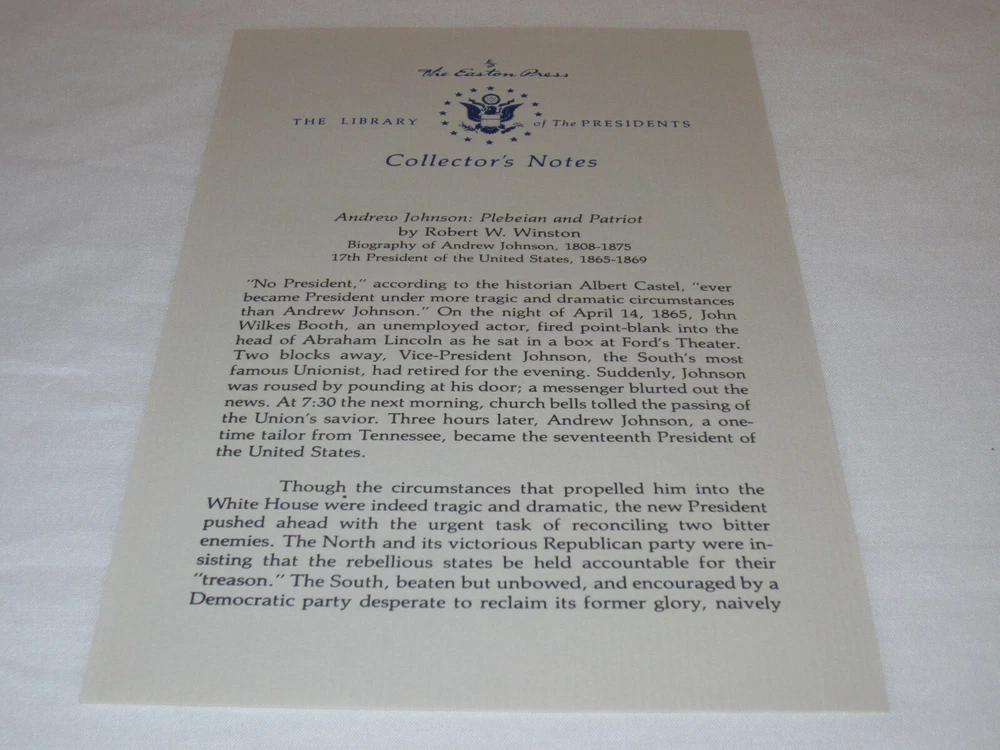 The Easton Press
THE LIBRARY of The PRESIDENTS
Collector's Notes
Andrew Johnson: Plebeian and Patriot
by Robert W. Winston
Biography of Andrew Johnson, 1808-1875
17th President of the United States, 1865-1869
"No President," according to the historian Albert Castel, "ever
became President under more tragic and dramatic circumstances
than Andrew Johnson." On the night of April 14, 1865, John
Wilkes Booth, an unemployed actor, fired point-blank into the
head of Abraham Lincoln as he sat in a box at Ford's Theater.
Two blocks away, Vice-President Johnson, the South's most
famous Unionist, had retired for the evening. Suddenly, Johnson
was roused by pounding at his door; a messenger blurted out the
news. At 7:30 the next morning, church bells tolled the passing of
the Union's savior. Three hours later, Andrew Johnson, a one-
time tailor from Tennessee, became the seventeenth President of
the United States.
Though the circumstances that propelled him into the
White House were indeed tragic and dramatic, the new President
pushed ahead with the urgent task of reconciling two bitter
enemies. The North and its victorious Republican party were in-
sisting that the rebellious states be held accountable for their
"treason." The South, beaten but unbowed, and encouraged by a
Democratic party desperate to reclaim its former glory, naively